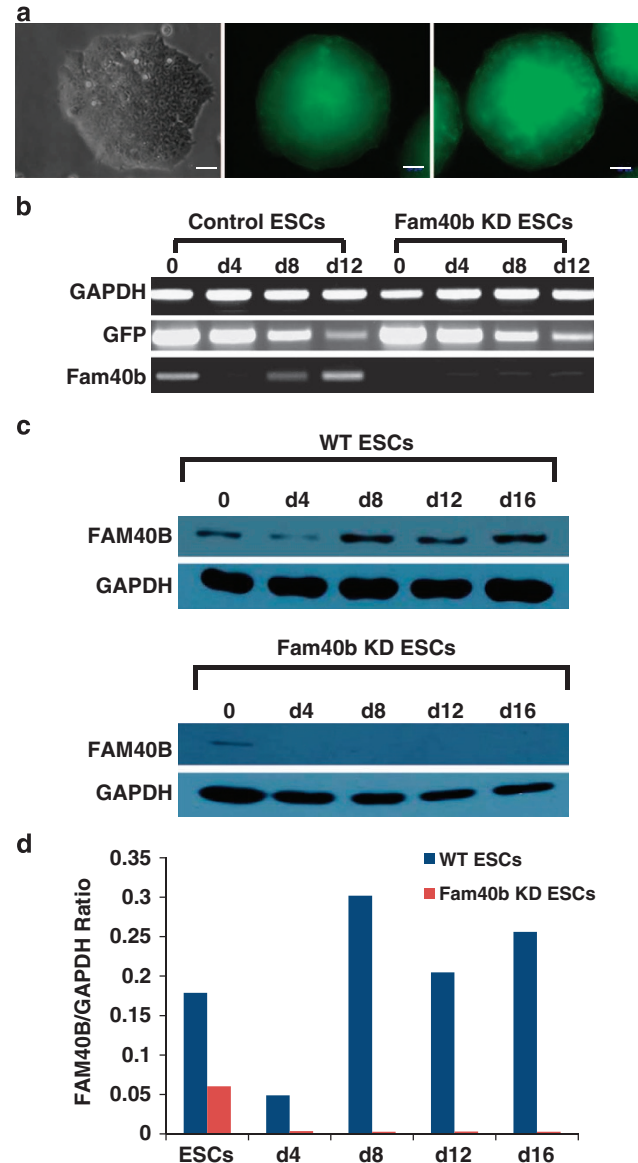 a
b
Control ESCs
Fam40b KD ESCs
0 d4 d8 d12 0 d4 d8 d12
GAPDH
GFP
Fam40b
c
WT ESCs
0 d4 d8 d12 d16
FAM40B
GAPDH
Fam40b KD ESCs
0 d4 d8 d12 d16
FAM40B
GAPDH
d
WT ESCs
Fam40b KD ESCs
FAM40B/GAPDH Ratio
0.35
0.3
0.25
0.2
0.15
0.1
0.05
0
ESCs d4 d8 d12 d16